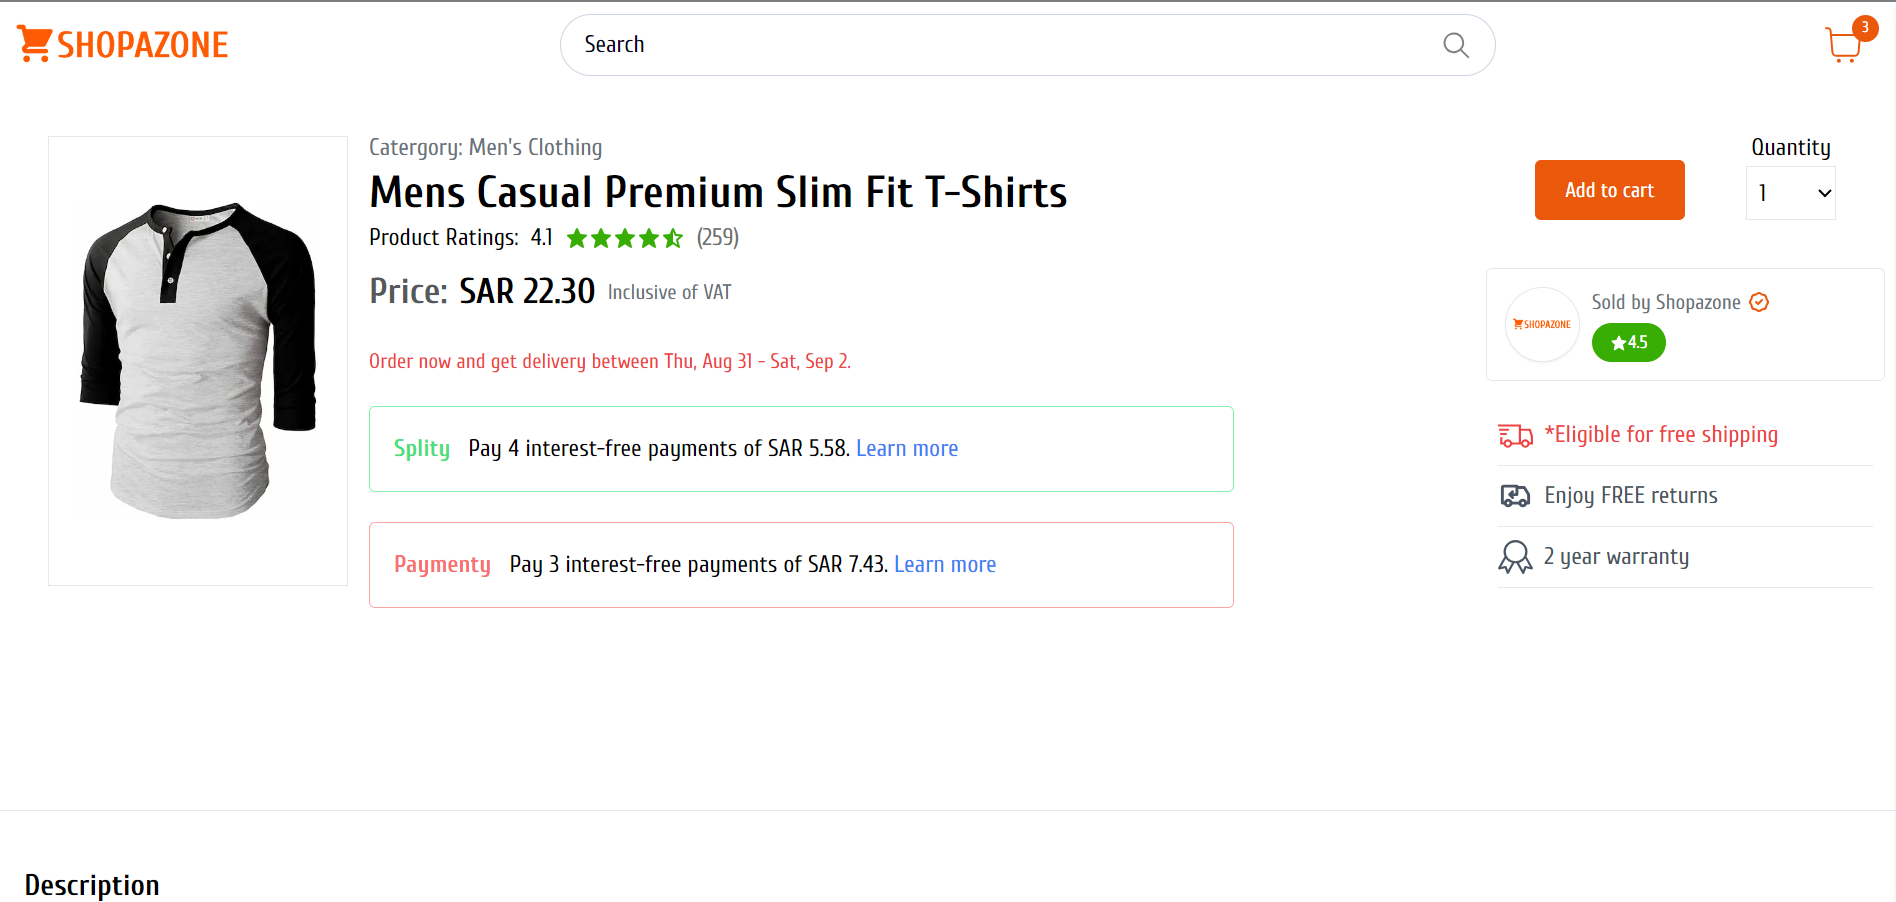 SHOPAZONE
Search
3
Catergory: Men's Clothing
Mens Casual Premium Slim Fit T-Shirts
Product Ratings: 4.1 (259)
Price: SAR 22.30 Inclusive of VAT
Order now and get delivery between Thu, Aug 31 - Sat, Sep 2.
Splity Pay 4 interest-free payments of SAR 5.58. Learn more
Paymenty Pay 3 interest-free payments of SAR 7.43. Learn more
Add to cart
Quantity
1
SHOPAZONE
Sold by Shopazone
4.5
*Eligible for free shipping
Enjoy FREE returns
2 year warranty
Description